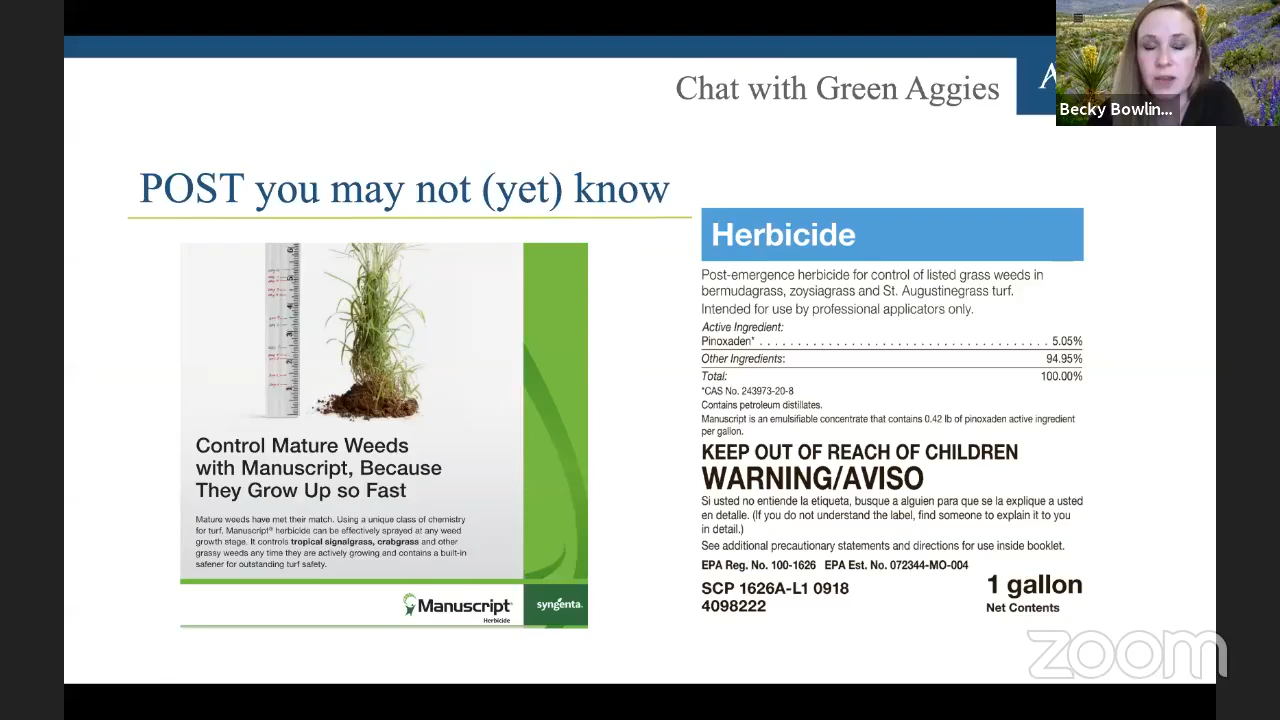 Chat with Green Aggies
A
Becky Bowlin...
POST you may not (yet) know
Control Mature Weeds
with Manuscript, Because
They Grow Up so Fast
Mature weeds have met their match. Using a unique class of chemistry
for turf. Manuscript® herbicide can be effectively sprayed at any weed
growth stage. It controls tropical signalgrass, crabgrass and other
grassy weeds any time they are actively growing and contains a built-in
safener for outstanding turf safety.
Manuscript®
Herbicide
syngenta.
Herbicide
Post-emergence herbicide for control of listed grass weeds in
bermudagrass, zoysiagrass and St. Augustinegrass turf.
Intended for use by professional applicators only.
Active Ingredient:
Pinoxaden* . . . . . . . . . . . . . . . . . . . . . . . . . . . . . . . . . . . . . 5.05%
Other Ingredients: 94.95%
Total: 100.00%
*CAS No. 243973-20-8
Contains petroleum distillates.
Manuscript is an emulsifiable concentrate that contains 0.42 lb of pinoxaden active ingredient
per gallon.
KEEP OUT OF REACH OF CHILDREN
WARNING/AVISO
Si usted no entiende la etiqueta, busque a alguien para que se la explique a usted
en detalle. (If you do not understand the label, find someone to explain it to you
in detail.)
See additional precautionary statements and directions for use inside booklet.
EPA Reg. No. 100-1626 EPA Est. No. 072344-MO-004
SCP 1626A-L1 0918
4098222
1 gallon
Net Contents
zoom